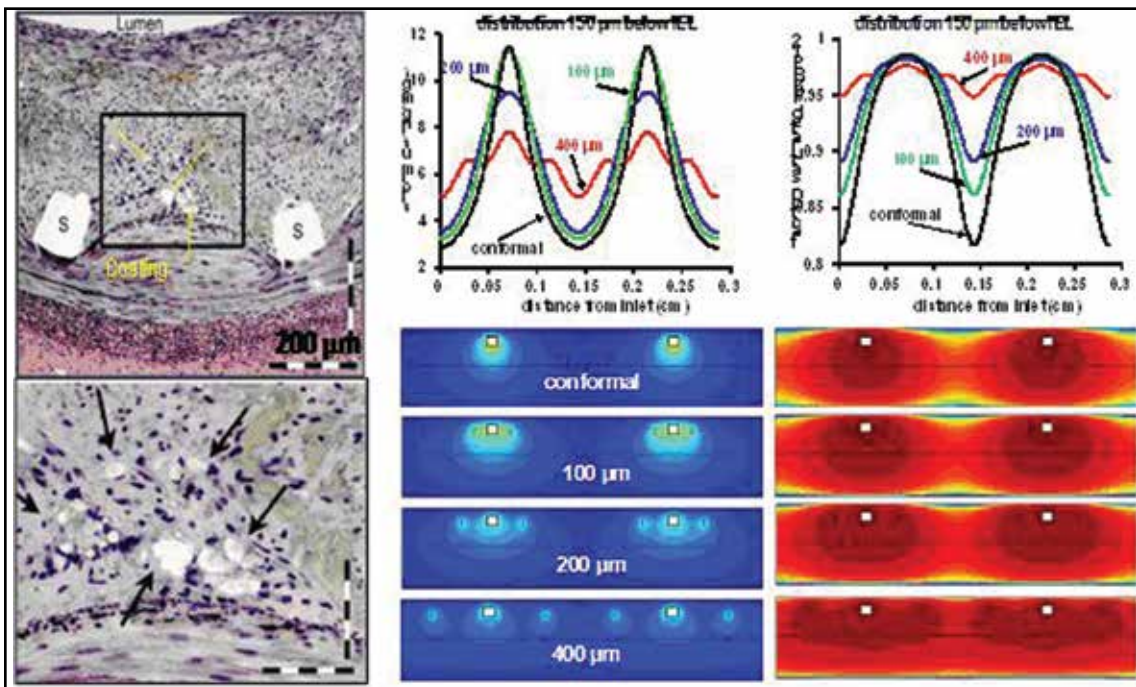 Lumen
S
S
Coating
200 μm
distribution 150 μm below IEL
12
10
8
6
4
2
200 μm
100 μm
400 μm
conformal
0
0.05
0.1
0.15
0.2
0.25
0.3
distance from inlet (cm)
distribution 150 μm below IEL
1
0.95
0.9
0.85
0.8
400 μm
200 μm
100 μm
conformal
0
0.05
0.1
0.15
0.2
0.25
0.3
distance from inlet (cm)
conformal
100 μm
200 μm
400 μm